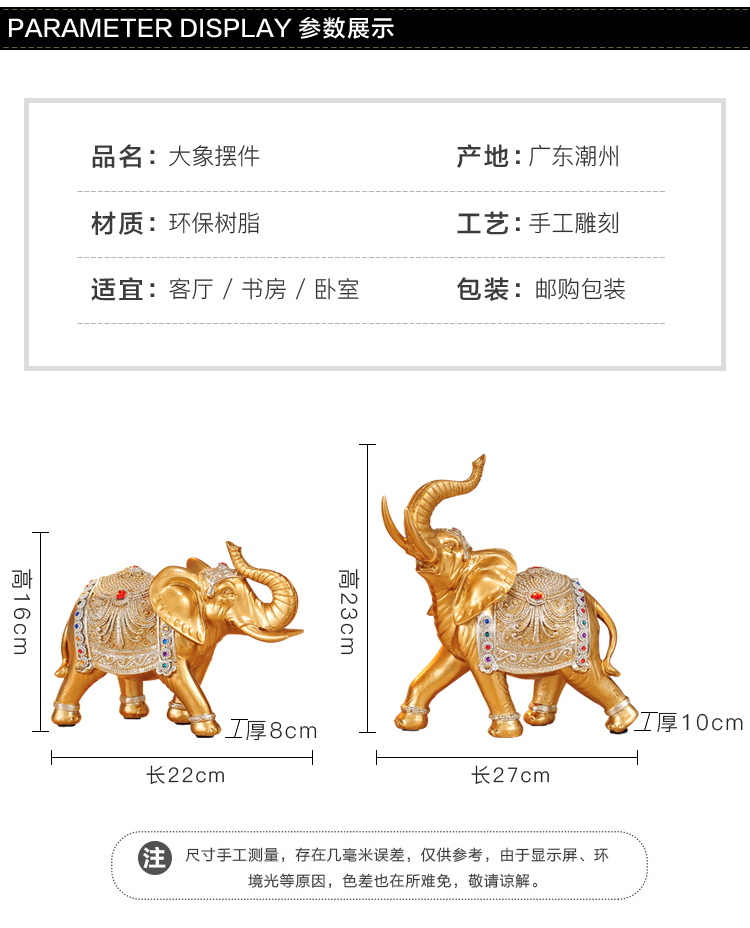 PARAMETER DISPLAY 参数展示
品名：大象摆件
产地：广东潮州
材质：环保树脂
工艺：手工雕刻
适宜：客厅 / 书房 / 卧室
包装：邮购包装
高16cm
厚8cm
长22cm
高23cm
厚10cm
长27cm
注
尺寸手工测量，存在几毫米误差，仅供参考，由于显示屏、环
境光等原因，色差也在所难免，敬请谅解。